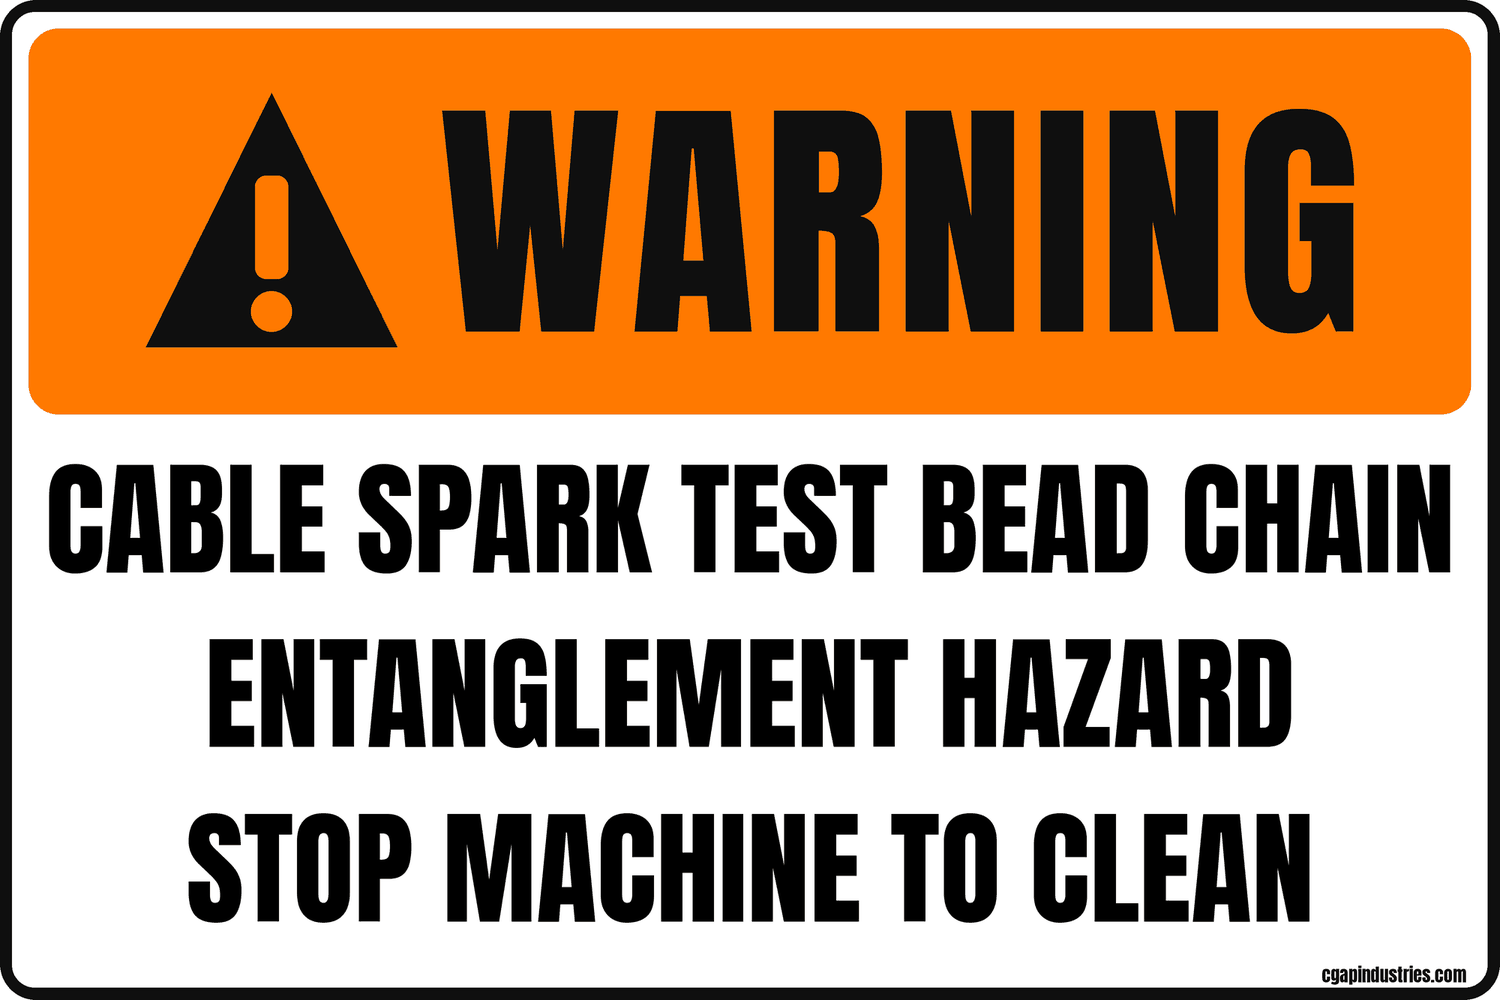 WARNING
CABLE SPARK TEST BEAD CHAIN
ENTANGLEMENT HAZARD
STOP MACHINE TO CLEAN
cgapindustries.com